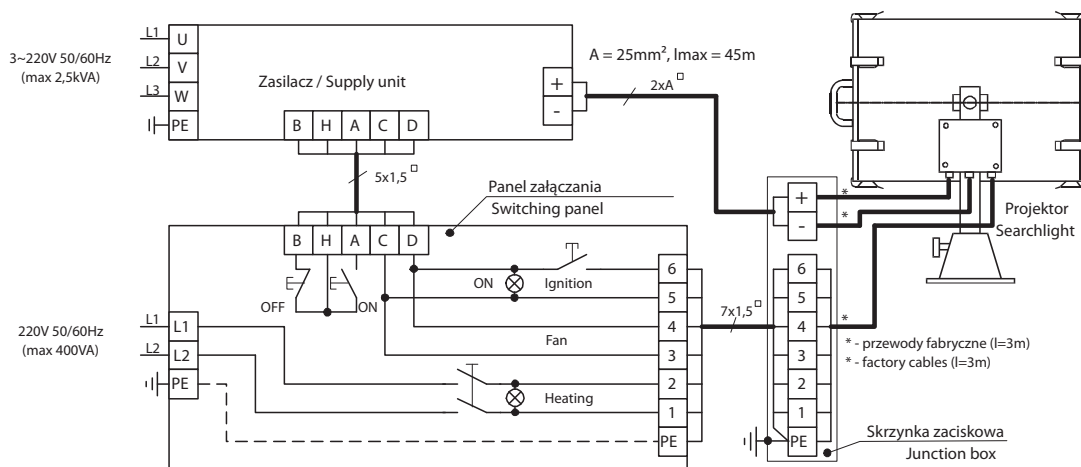 L1 U
3~220V 50/60Hz
(max 2,5kVA)
L2 V
L3 W
PE
Zasilacz / Supply unit
+
-
A = 25mm², lmax = 45m
2xA□
B H A C D
5x1,5□
Panel załączania
Switching panel
B H A C D
OFF
ON
ON
Ignition
Fan
Heating
220V 50/60Hz
(max 400VA)
L1 L1
L2 L2
PE
6
5
4
3
2
1
PE
7x1,5□
+
-
*
*
6
5
4
3
2
1
PE
*
Projektor
Searchlight
* - przewody fabryczne (l=3m)
* - factory cables (l=3m)
Skrzynka zaciskowa
Junction box